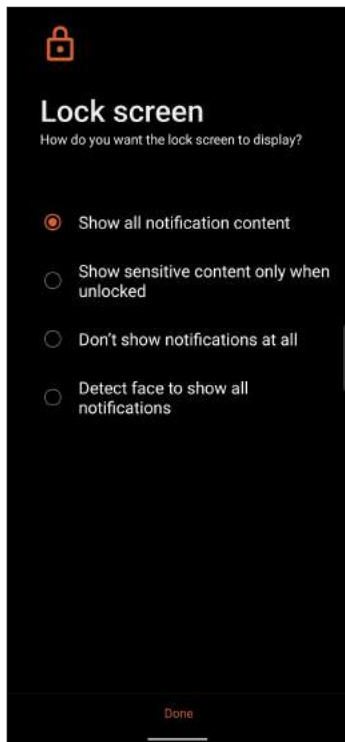 Lock screen
How do you want the lock screen to display?
Show all notification content
Show sensitive content only when
unlocked
Don't show notifications at all
Detect face to show all
notifications
Done